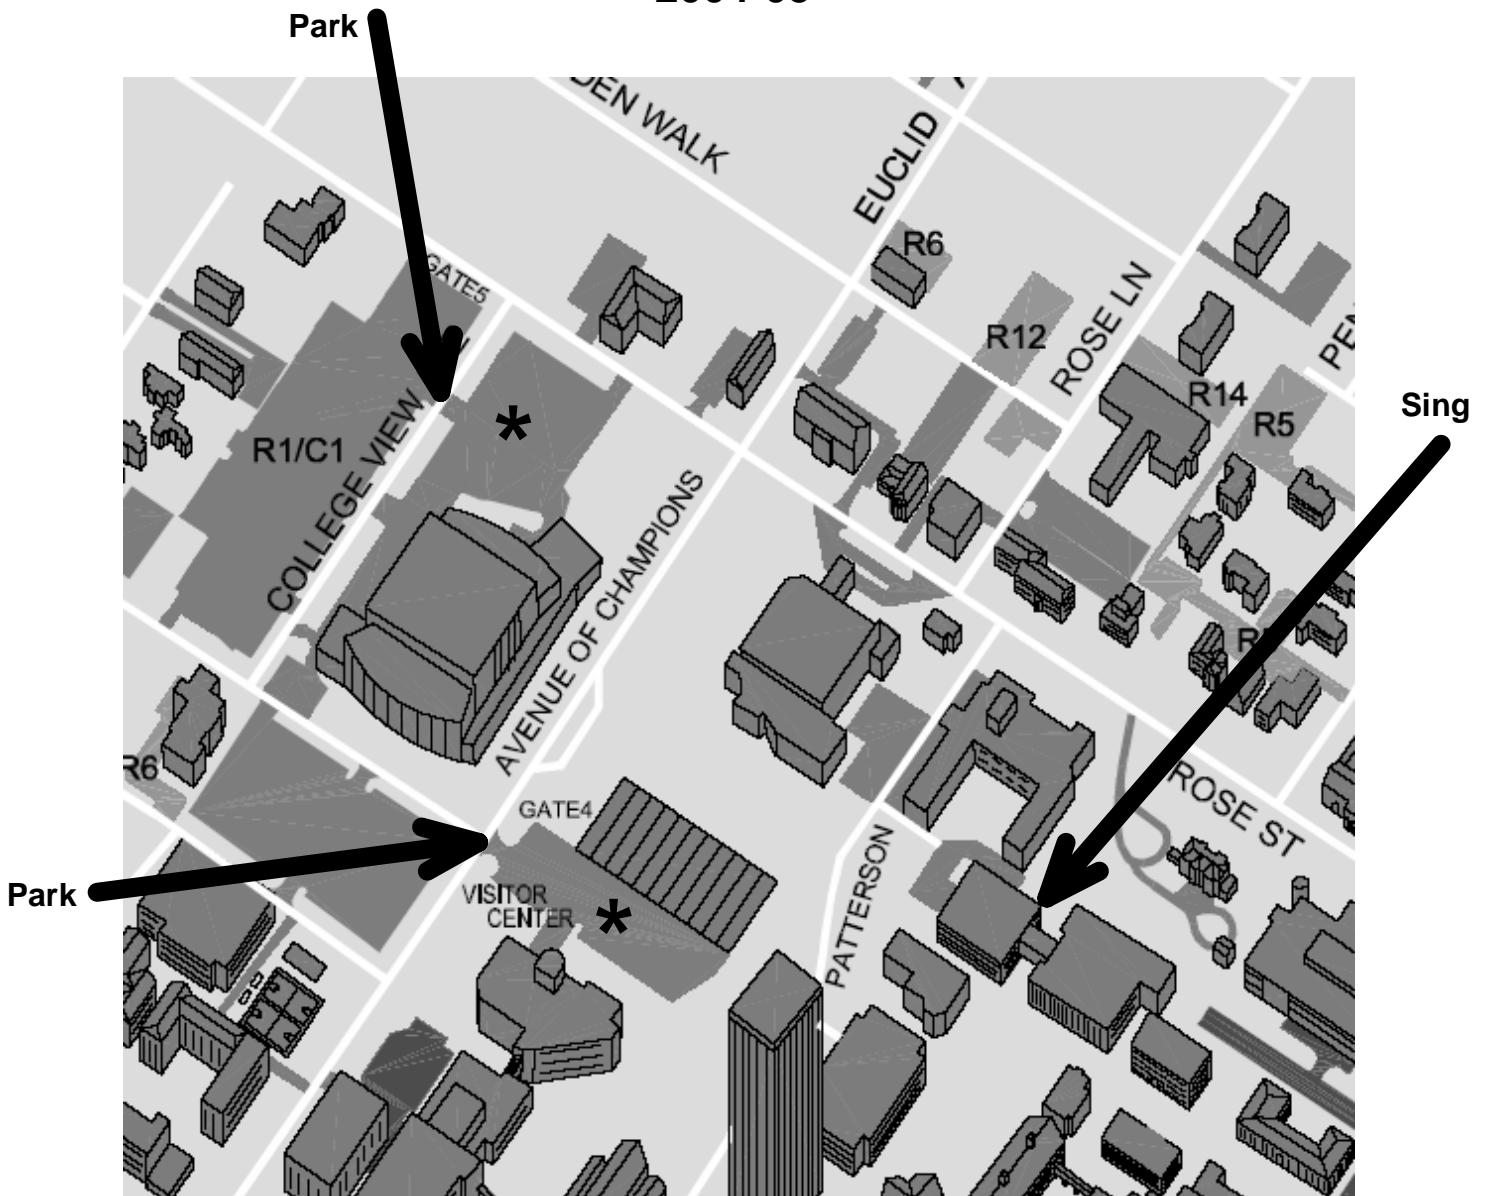 Park
DEN WALK
EUCLID
GATE5
R6
ROSE LN
R12
PEN
R14
R5
Sing
R1/C1
COLLEGE VIEW
*
AVENUE OF CHAMPIONS
R6
GATE4
ROSE ST
PATTERSON
Park
VISITOR
CENTER
*